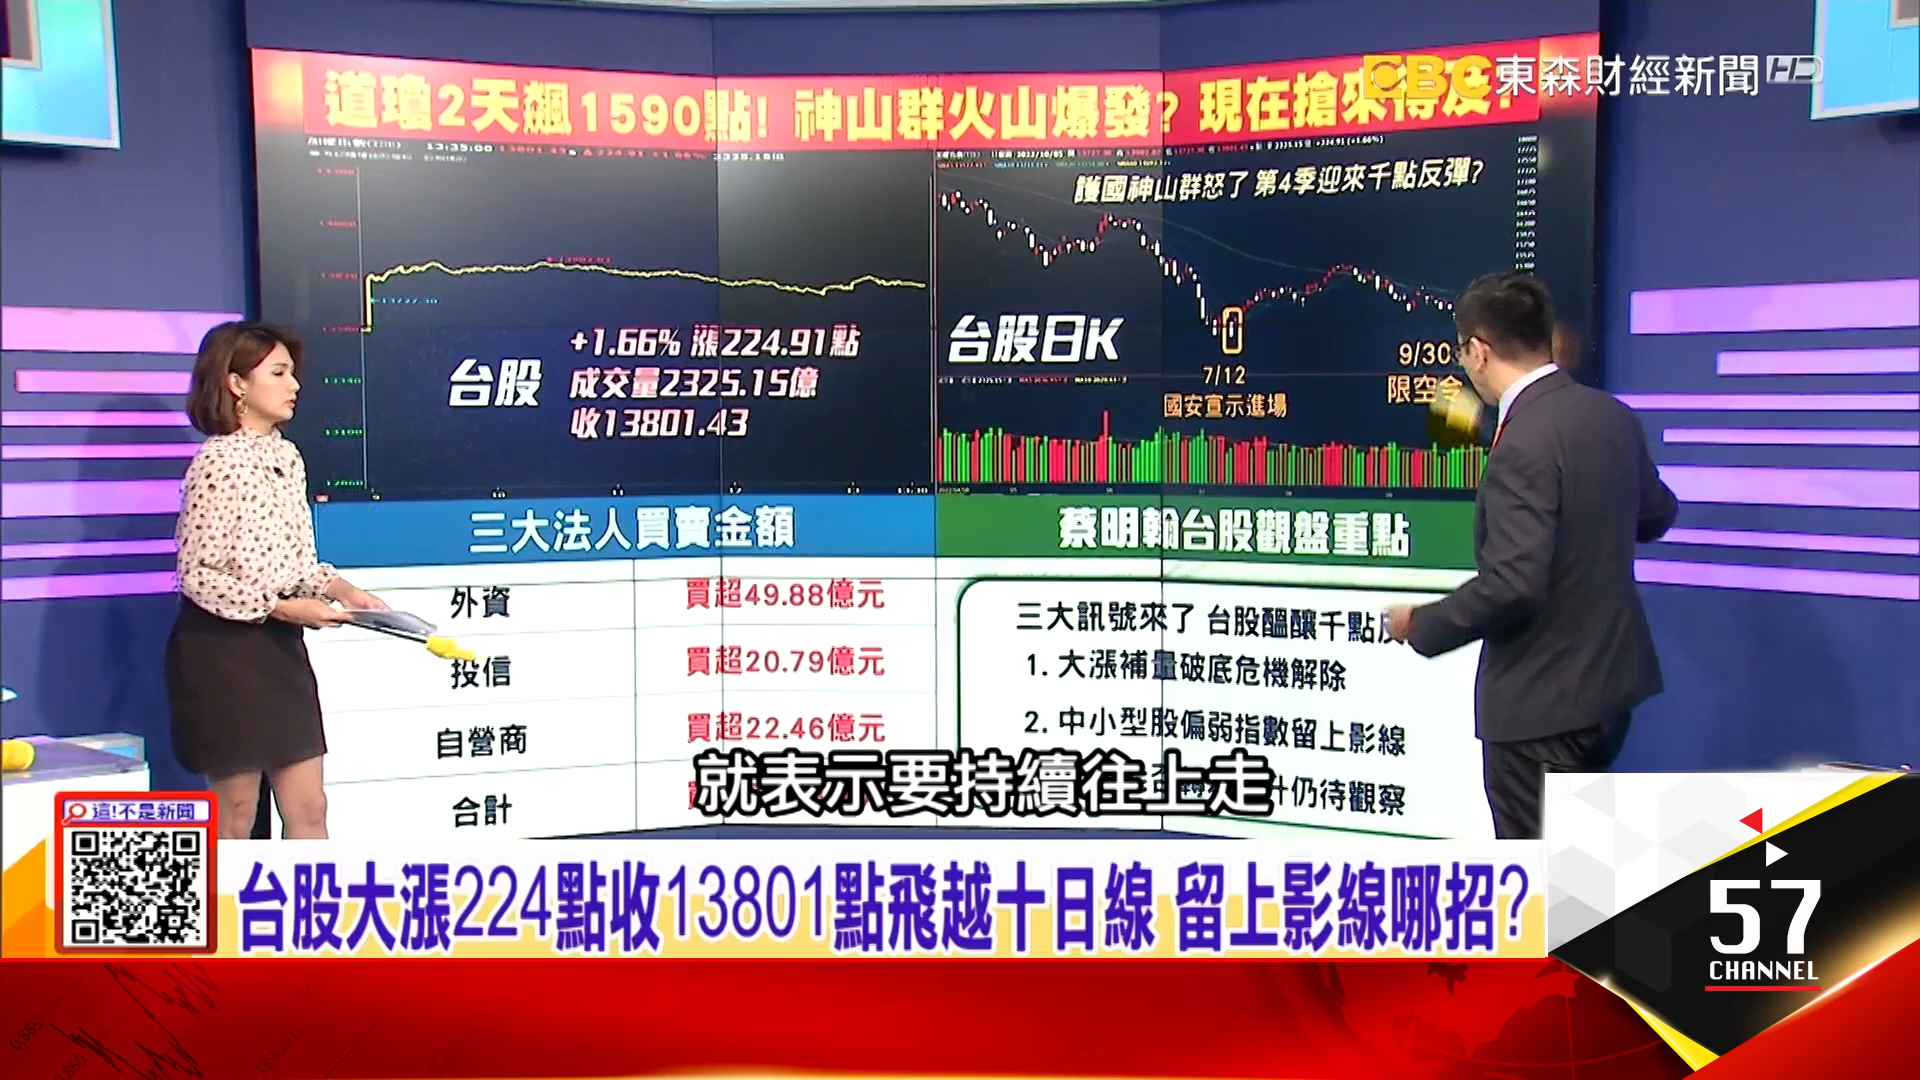 EBC 東森財經新聞 HD
道瓊2天飆1590點! 神山群火山爆發? 現在搶來得及?
護國神山群怒了 第4季迎來千點反彈?
台股
+1.66% 漲224.91點
成交量2325.15億
收13801.43
台股日K
7/12
國安宣示進場
9/30
限空令
三大法人買賣金額
外資 買超49.88億元
投信 買超20.79億元
自營商 買超22.46億元
合計
蔡明翰台股觀盤重點
三大訊號來了 台股醞釀千點
1. 大漲補量破底危機解除
2. 中小型股偏弱指數留上影線
仍待觀察
就表示要持續往上走
這!不是新聞
台股大漲224點收13801點飛越十日線 留上影線哪招?
57
CHANNEL